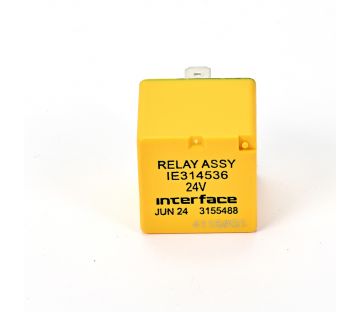 RELAY ASSY
IE314536
24V
interface
JUN 24 3155488